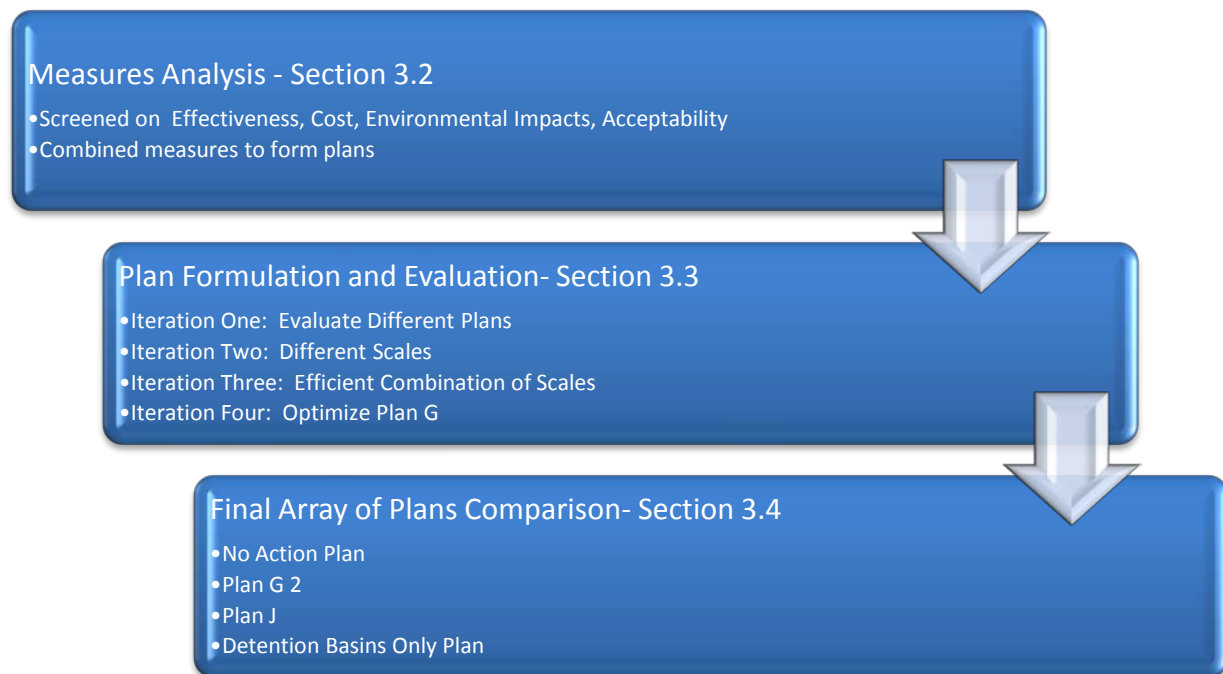 Measures Analysis - Section 3.2
•Screened on Effectiveness, Cost, Environmental Impacts, Acceptability
•Combined measures to form plans
Plan Formulation and Evaluation- Section 3.3
•Iteration One: Evaluate Different Plans
•Iteration Two: Different Scales
•Iteration Three: Efficient Combination of Scales
•Iteration Four: Optimize Plan G
Final Array of Plans Comparison- Section 3.4
•No Action Plan
•Plan G 2
•Plan J
•Detention Basins Only Plan